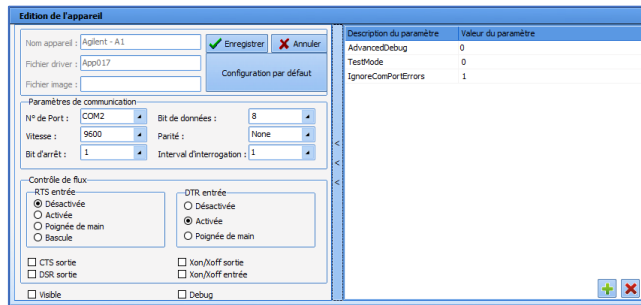 Edition de l'appareil
Nom appareil : Agilent - A1
Enregistrer
Annuler
Fichier driver : App017
Configuration par défaut
Fichier image :
Paramètres de communication
N° de Port : COM2
Bit de données : 8
Vitesse : 9600
Parité : None
Bit d'arrêt : 1
Interval d'interrogation : 1
Contrôle de flux
RTS entrée
Désactivée
Activée
Poignée de main
Bascule
DTR entrée
Désactivée
Activée
Poignée de main
CTS sortie
Xon/Xoff sortie
DSR sortie
Xon/Xoff entrée
Visible
Debug
<
<
<
Description du paramètre Valeur du paramètre
AdvancedDebug 0
TestMode 0
IgnoreComPortErrors 1